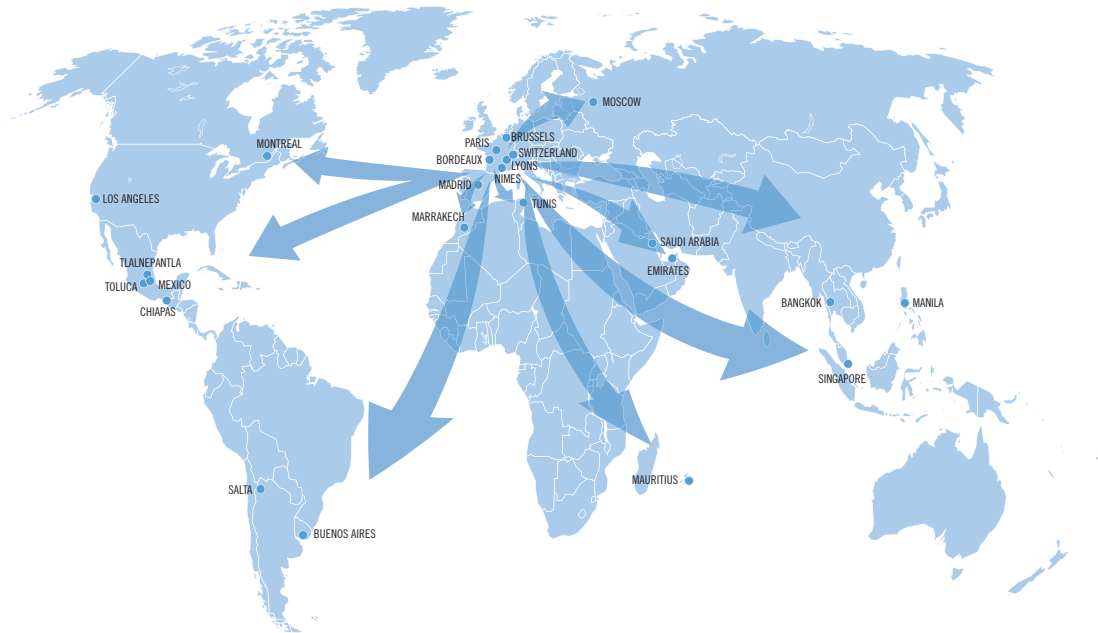 MOSCOW
BRUSSELS
PARIS
MONTREAL
SWITZERLAND
BORDEAUX
LYONS
NIMES
MADRID
LOS ANGELES
TUNIS
MARRAKECH
SAUDI ARABIA
TLALNEPANTLA
EMIRATES
TOLUCA
MEXICO
BANGKOK
MANILA
CHIAPAS
SINGAPORE
MAURITIUS
SALTA
BUENOS AIRES